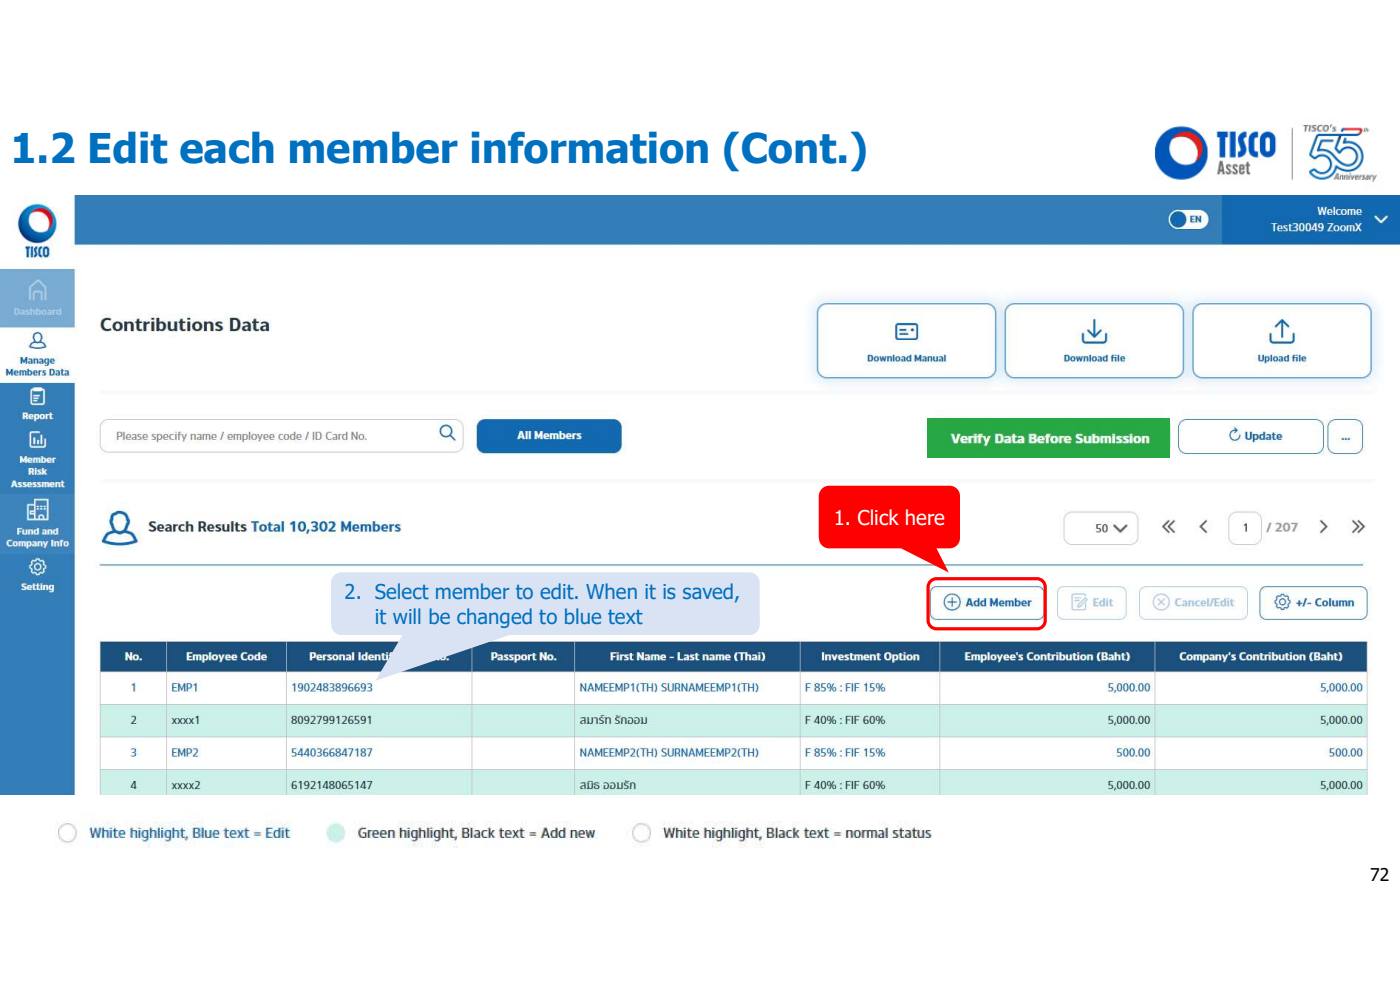 1.2 Edit each member information (Cont.)
TISCO
Asset
TISCO's
55th
Anniversary
TISCO
EN
Welcome
Test30049 ZoomX
Dashboard
Manage
Members Data
Report
Member
Risk
Assessment
Fund and
Company Info
Setting
Contributions Data
Download Manual
Download file
Upload file
Please specify name / employee code / ID Card No.
All Members
Verify Data Before Submission
Update
...
Search Results Total 10,302 Members
1. Click here
50
1 / 207
2. Select member to edit. When it is saved,
it will be changed to blue text
Add Member
Edit
Cancel/Edit
+/- Column
No. Employee Code Personal Identi o. Passport No. First Name - Last name (Thai) Investment Option Employee's Contribution (Baht) Company's Contribution (Baht)
1 EMP1 1902483896693 NAMEEMP1(TH) SURNAMEEMP1(TH) F 85% : FIF 15% 5,000.00 5,000.00
2 xxxx1 8092799126591 สมารัก รักออม F 40% : FIF 60% 5,000.00 5,000.00
3 EMP2 5440366847187 NAMEEMP2(TH) SURNAMEEMP2(TH) F 85% : FIF 15% 500.00 500.00
4 xxxx2 6192148065147 สมิธ ออมรัก F 40% : FIF 60% 5,000.00 5,000.00
White highlight, Blue text = Edit
Green highlight, Black text = Add new
White highlight, Black text = normal status
72